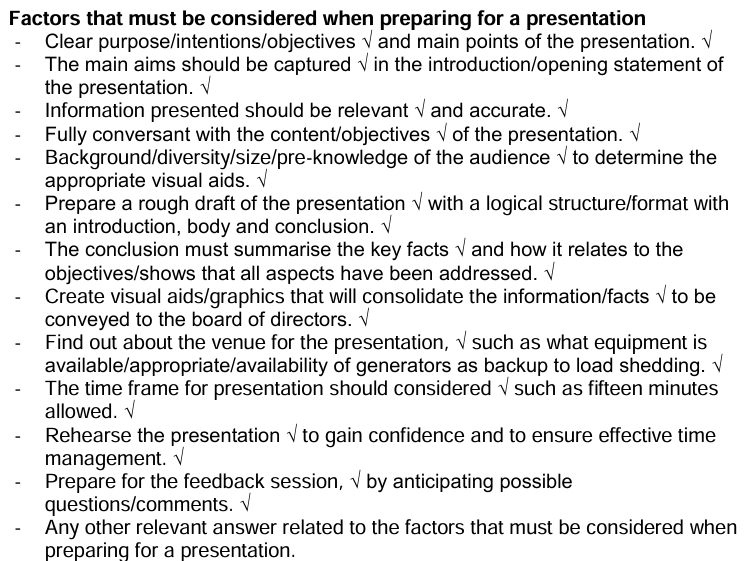 Factors that must be considered when preparing for a presentation
- Clear purpose/intentions/objectives √ and main points of the presentation. √
- The main aims should be captured √ in the introduction/opening statement of
the presentation. √
- Information presented should be relevant √ and accurate. √
- Fully conversant with the content/objectives √ of the presentation. √
- Background/diversity/size/pre-knowledge of the audience √ to determine the
appropriate visual aids. √
- Prepare a rough draft of the presentation √ with a logical structure/format with
an introduction, body and conclusion. √
- The conclusion must summarise the key facts √ and how it relates to the
objectives/shows that all aspects have been addressed. √
- Create visual aids/graphics that will consolidate the information/facts √ to be
conveyed to the board of directors. √
- Find out about the venue for the presentation, √ such as what equipment is
available/appropriate/availability of generators as backup to load shedding. √
- The time frame for presentation should considered √ such as fifteen minutes
allowed. √
- Rehearse the presentation √ to gain confidence and to ensure effective time
management. √
- Prepare for the feedback session, √ by anticipating possible
questions/comments. √
- Any other relevant answer related to the factors that must be considered when
preparing for a presentation.